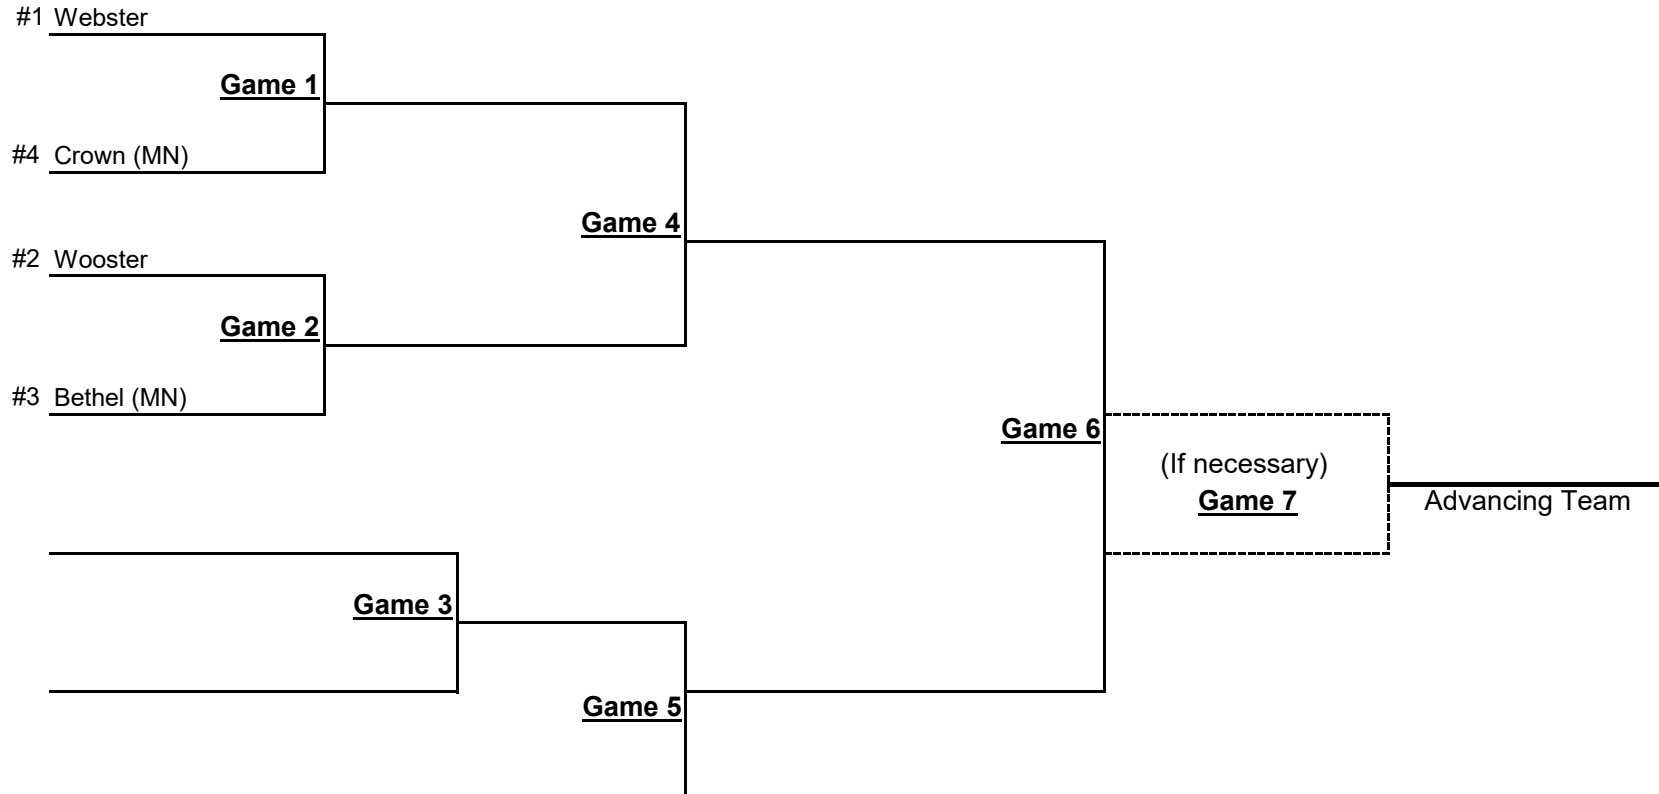 #1 Webster
Game 1
#4 Crown (MN)
Game 4
#2 Wooster
Game 2
#3 Bethel (MN)
Game 6
(If necessary)
Game 7
Advancing Team
Game 3
Game 5